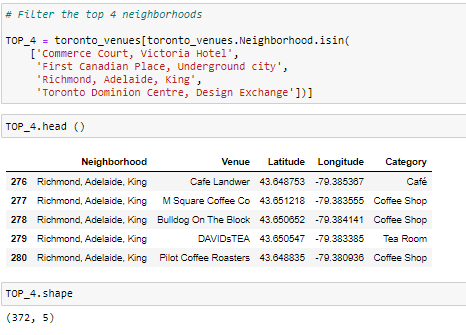 # Filter the top 4 neighborhoods
TOP_4 = toronto_venues[toronto_venues.Neighborhood.isin(
['Commerce Court, Victoria Hotel',
'First Canadian Place, Underground city',
'Richmond, Adelaide, King',
'Toronto Dominion Centre, Design Exchange'])]
TOP_4.head ()
Neighborhood Venue Latitude Longitude Category
276 Richmond, Adelaide, King Cafe Landwer 43.648753 -79.385367 Café
277 Richmond, Adelaide, King M Square Coffee Co 43.651218 -79.383555 Coffee Shop
278 Richmond, Adelaide, King Bulldog On The Block 43.650652 -79.384141 Coffee Shop
279 Richmond, Adelaide, King DAVIDsTEA 43.650547 -79.383385 Tea Room
280 Richmond, Adelaide, King Pilot Coffee Roasters 43.648835 -79.380936 Coffee Shop
TOP_4.shape
(372, 5)